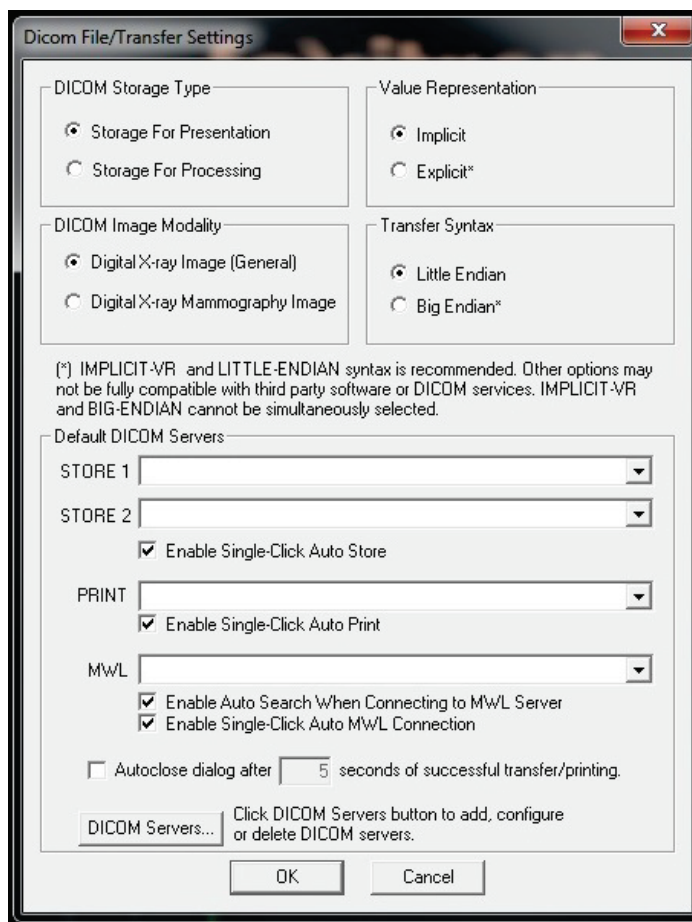 Dicom File/Transfer Settings
DICOM Storage Type
Storage For Presentation
Storage For Processing
Value Representation
Implicit
Explicit*
DICOM Image Modality
Digital X-ray Image (General)
Digital X-ray Mammography Image
Transfer Syntax
Little Endian
Big Endian*
(*) IMPLICIT-VR and LITTLE-ENDIAN syntax is recommended. Other options may
not be fully compatible with third party software or DICOM services. IMPLICIT-VR
and BIG-ENDIAN cannot be simultaneously selected.
Default DICOM Servers
STORE 1
STORE 2
Enable Single-Click Auto Store
PRINT
Enable Single-Click Auto Print
MWL
Enable Auto Search When Connecting to MWL Server
Enable Single-Click Auto MWL Connection
Autoclose dialog after 5 seconds of successful transfer/printing.
DICOM Servers...
Click DICOM Servers button to add, configure
or delete DICOM servers.
OK
Cancel